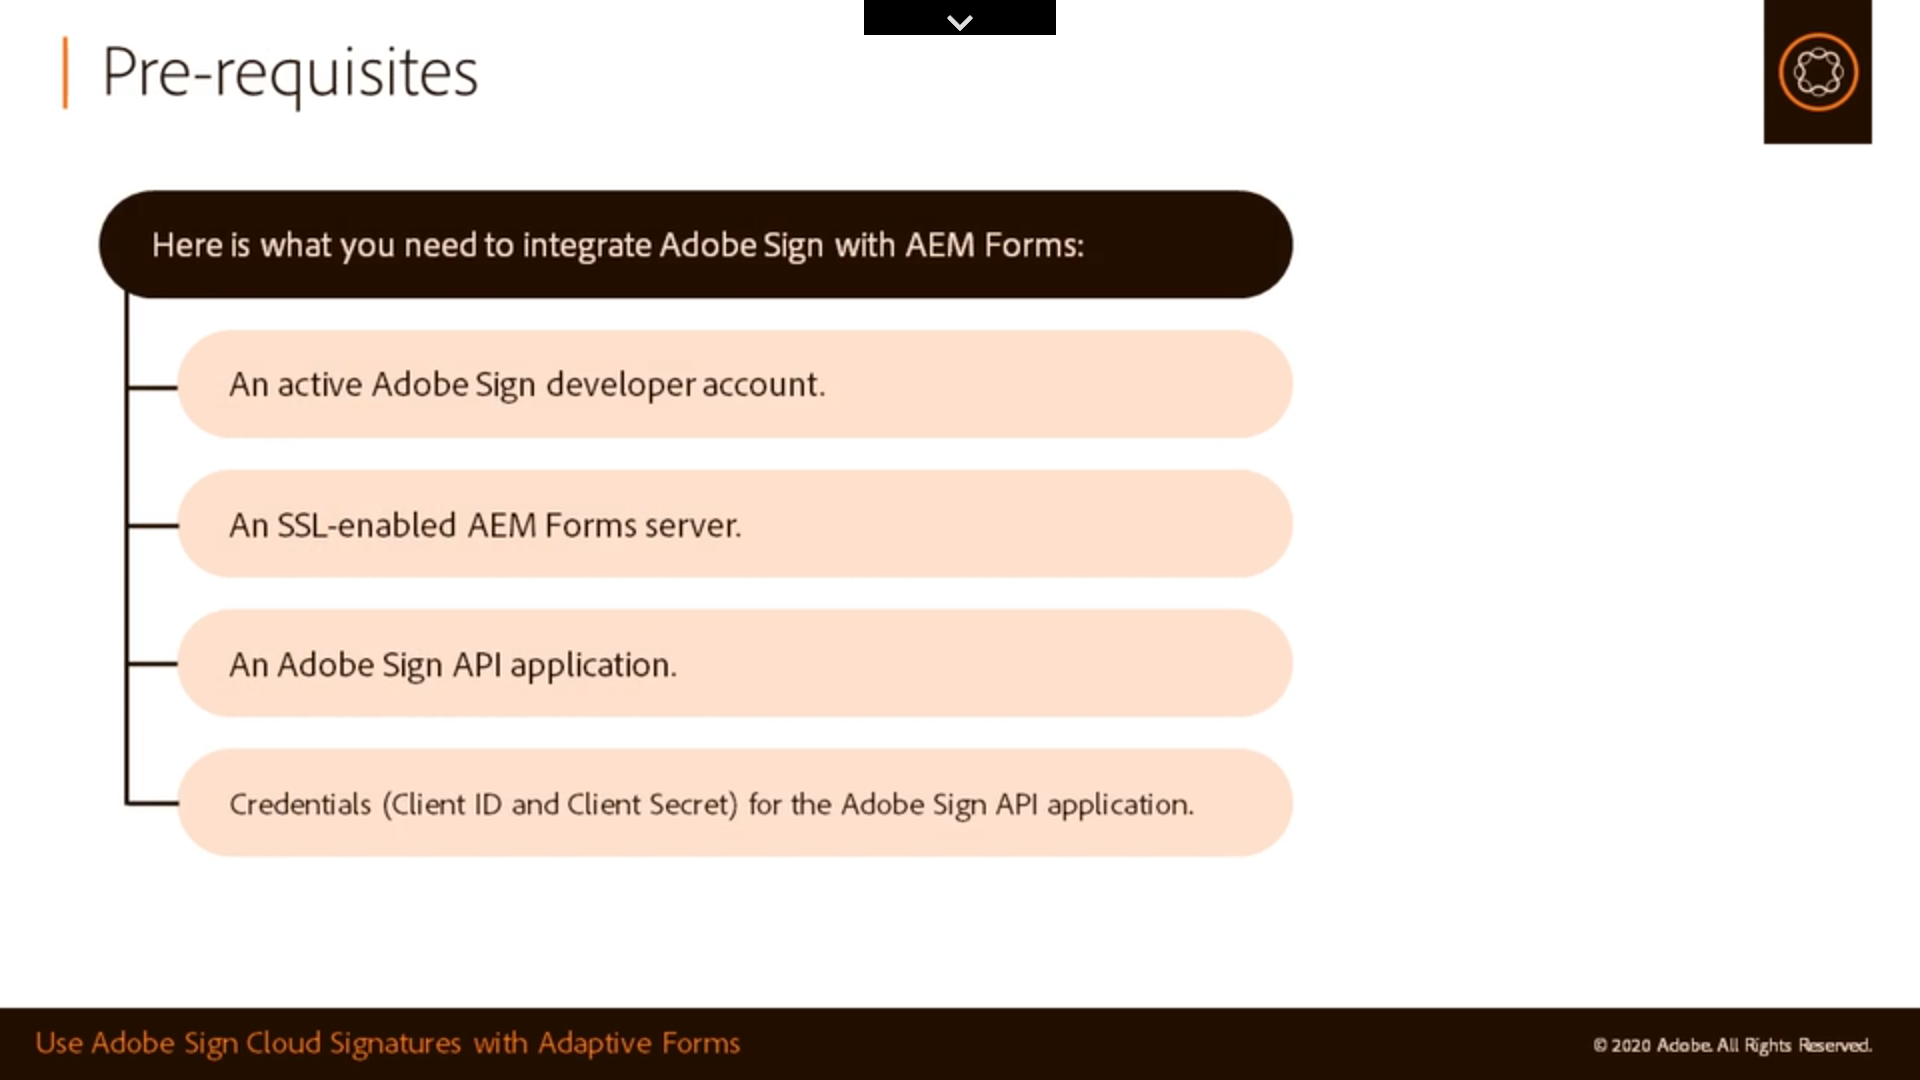 Pre-requisites
Here is what you need to integrate Adobe Sign with AEM Forms:
An active Adobe Sign developer account.
An SSL-enabled AEM Forms server.
An Adobe Sign API application.
Credentials (Client ID and Client Secret) for the Adobe Sign API application.
Use Adobe Sign Cloud Signatures with Adaptive Forms
© 2020 Adobe. All Rights Reserved.